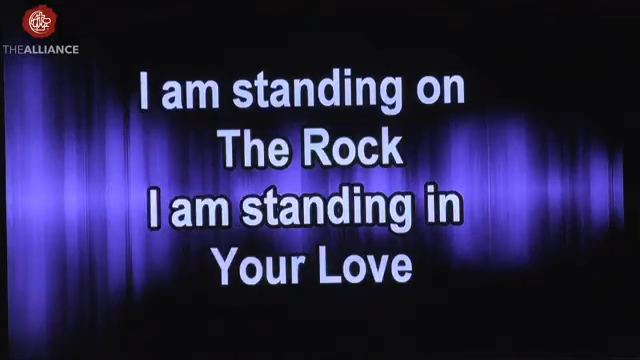 THE ALLIANCE
I am standing on
The Rock
I am standing in
Your Love